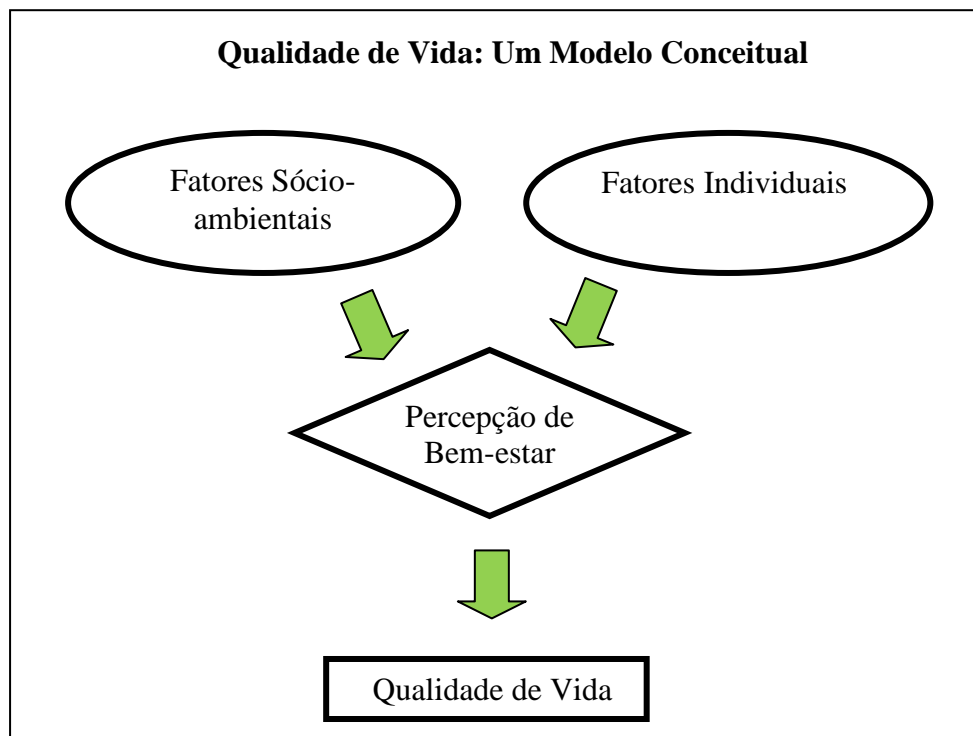 Qualidade de Vida: Um Modelo Conceitual
Fatores Sócio-
ambientais
Fatores Individuais
Percepção de
Bem-estar
Qualidade de Vida